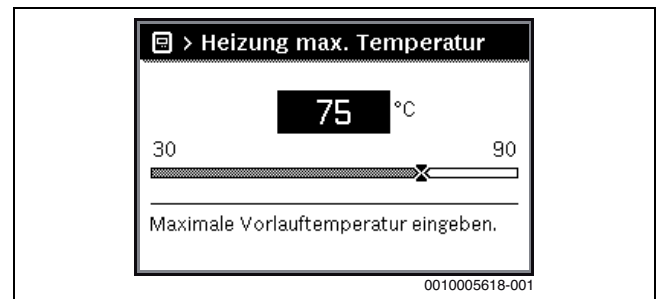 > Heizung max. Temperatur
75 °C
30 90
Maximale Vorlauftemperatur eingeben.
0010005618-001